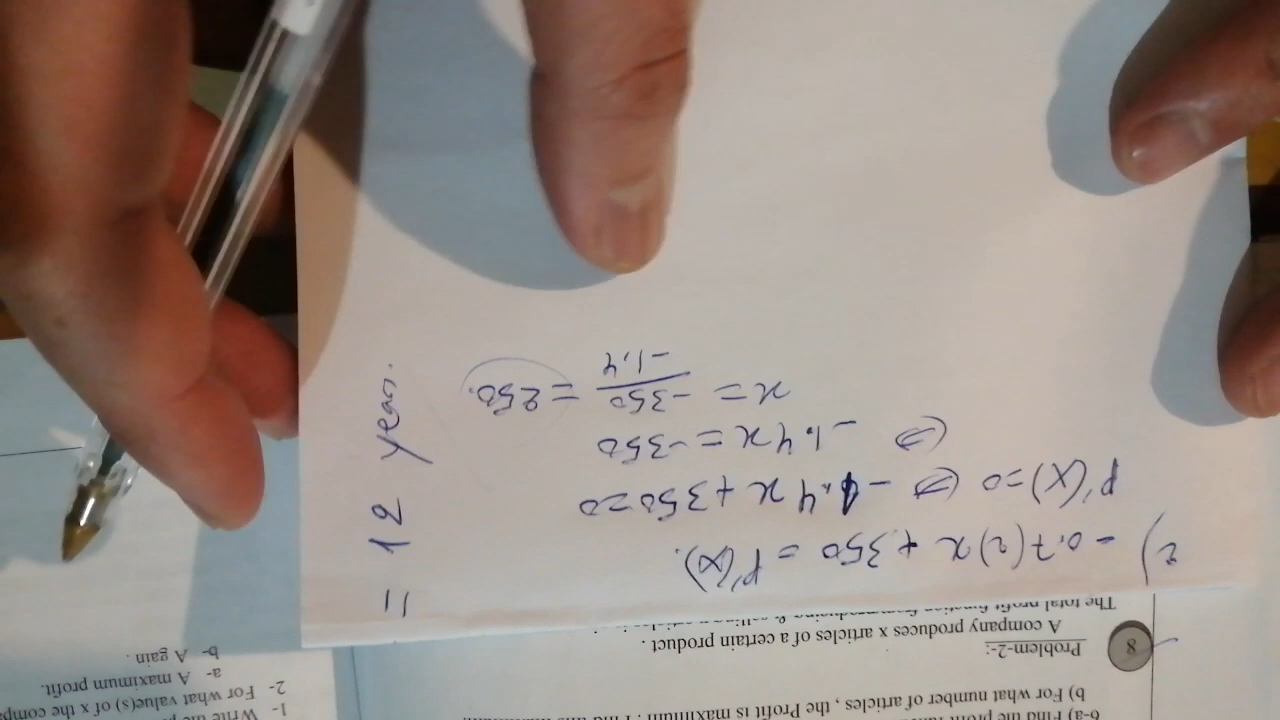 6-a) Find the profit
b) For what number of articles , the Profit is maximum
8
Problem-2-:
A company produces x articles of a certain product .
The total profit function
2) -0.7(2)x + 350 = P'(x).
P'(x)=0 ⇔ -1.4x+350=0
⇔ -1.4x=-350
x = -350/-1.4 = 250.
= 12 years.
1- Write the
2- For what value(s) of x the comp
a- A maximum profit.
b- A gain .